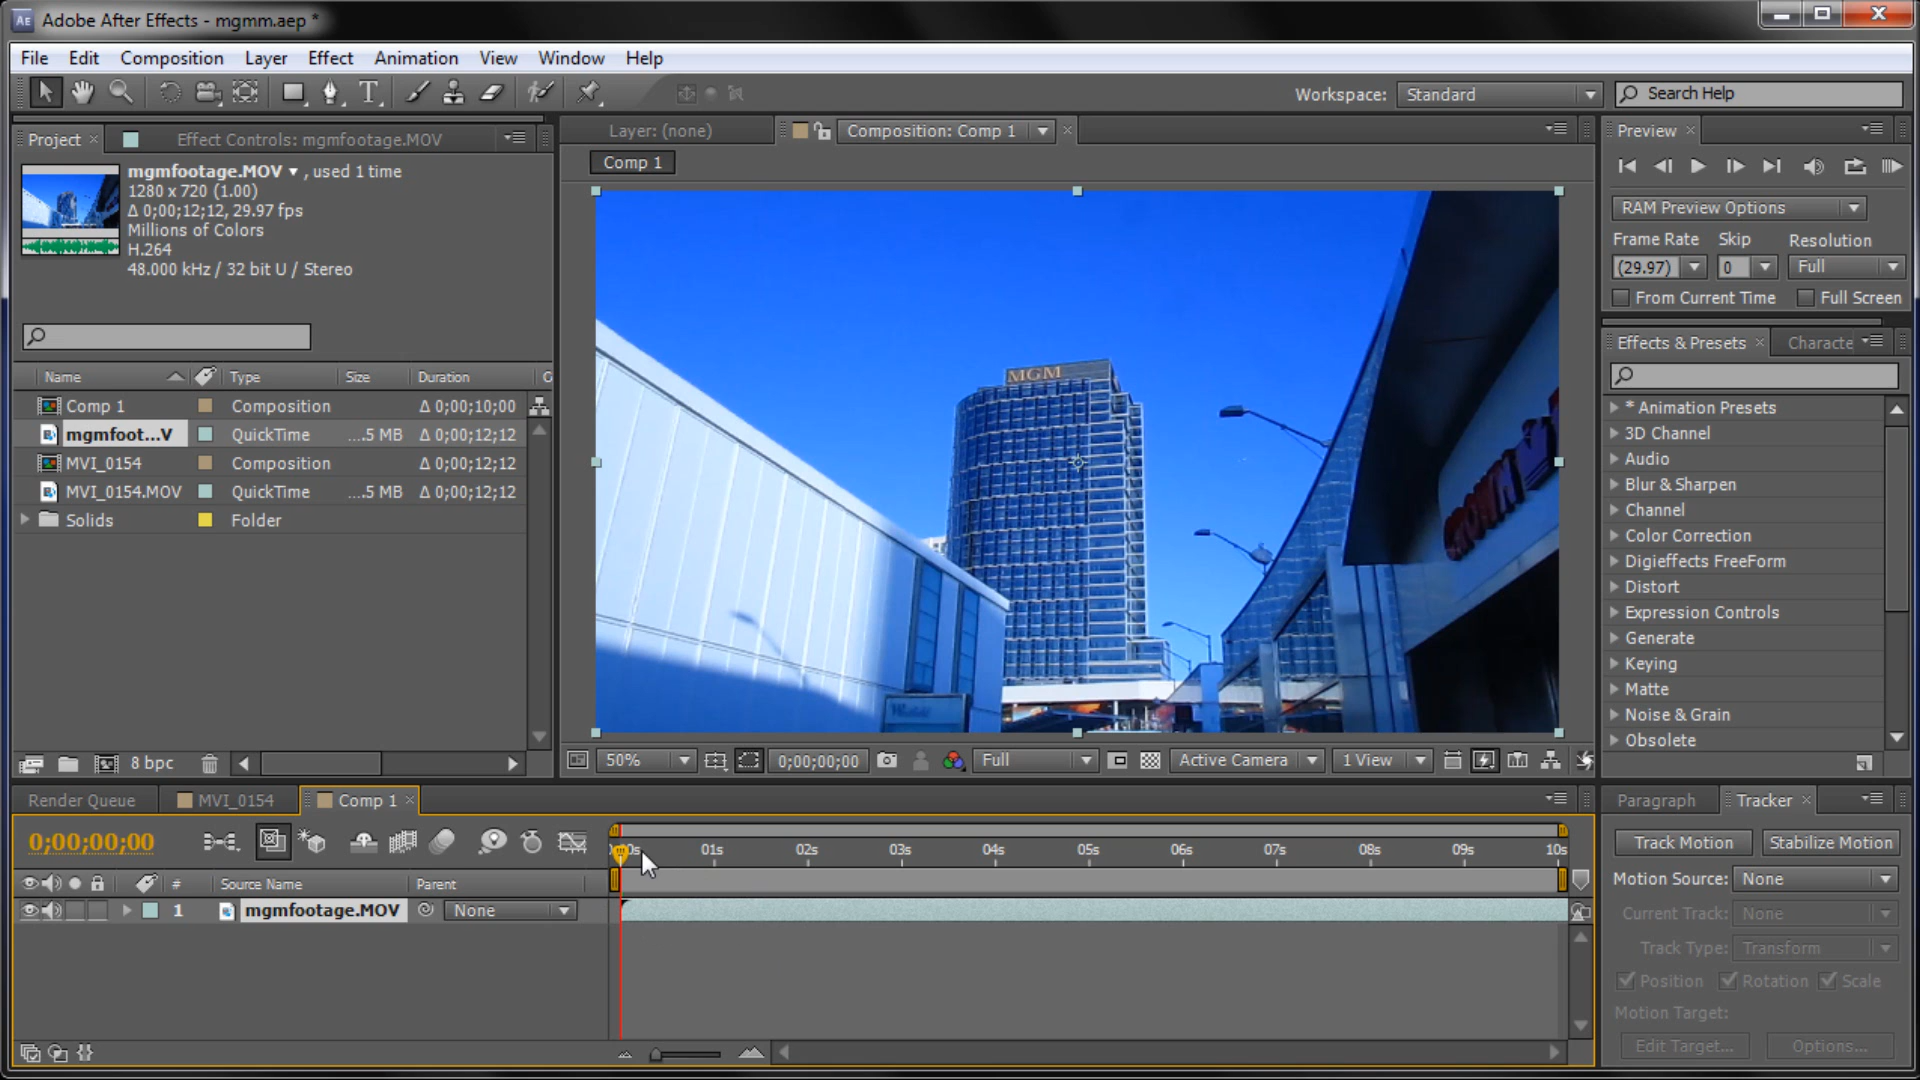 Adobe After Effects - mgmm.aep *
File Edit Composition Layer Effect Animation View Window Help
Workspace: Standard Search Help
Project Effect Controls: mgmfootage.MOV
mgmfootage.MOV , used 1 time
1280 x 720 (1.00)
Δ 0;00;12;12, 29.97 fps
Millions of Colors
H.264
48.000 kHz / 32 bit U / Stereo
Name Type Size Duration
Comp 1 Composition Δ 0;00;10;00
mgmfoot...V QuickTime ....5 MB Δ 0;00;12;12
MVI_0154 Composition Δ 0;00;12;12
MVI_0154.MOV QuickTime ....5 MB Δ 0;00;12;12
Solids Folder
8 bpc
Layer: (none) Composition: Comp 1
Comp 1
MGM
50% 0;00;00;00 Full Active Camera 1 View
Preview
RAM Preview Options
Frame Rate Skip Resolution
(29.97) 0 Full
From Current Time Full Screen
Effects & Presets Characte
* Animation Presets
3D Channel
Audio
Blur & Sharpen
Channel
Color Correction
Digieffects FreeForm
Distort
Expression Controls
Generate
Keying
Matte
Noise & Grain
Obsolete
Render Queue MVI_0154 Comp 1
0;00;00;00
01s 02s 03s 04s 05s 06s 07s 08s 09s 10s
# Source Name Parent
1 mgmfootage.MOV None
Paragraph Tracker
Track Motion Stabilize Motion
Motion Source: None
Current Track: None
Track Type: Transform
Position Rotation Scale
Motion Target:
Edit Target... Options...